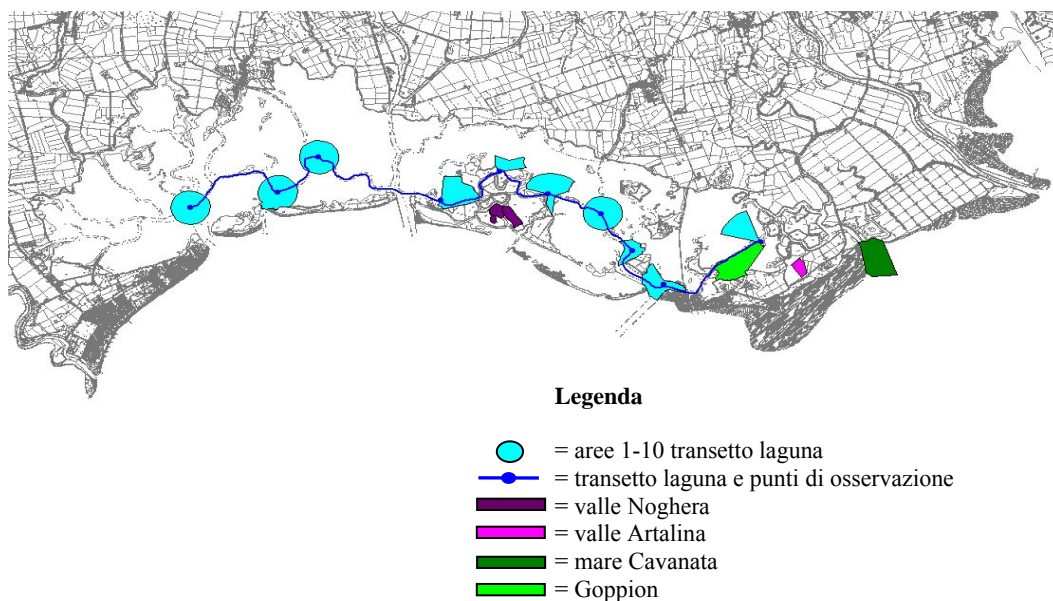 Legenda
= aree 1-10 transetto laguna
= transetto laguna e punti di osservazione
= valle Noghera
= valle Artalina
= mare Cavanata
= Goppion